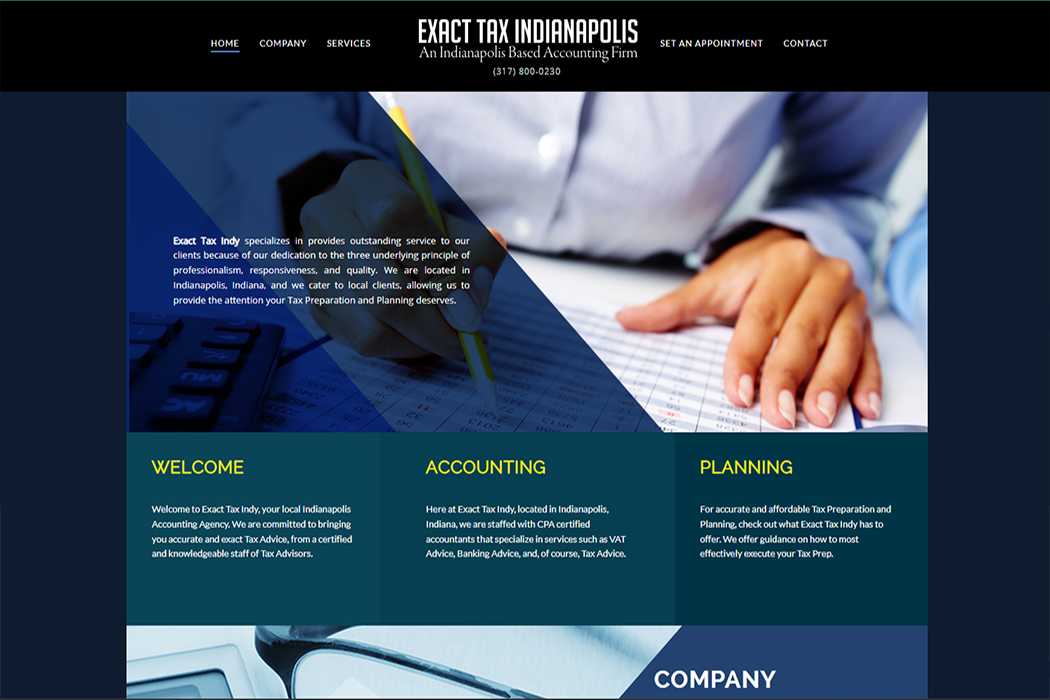 HOME COMPANY SERVICES
EXACT TAX INDIANAPOLIS
An Indianapolis Based Accounting Firm
(317) 800-0230
SET AN APPOINTMENT CONTACT
Exact Tax Indy specializes in provides outstanding service to our
clients because of our dedication to the three underlying principle of
professionalism, responsiveness, and quality. We are located in
Indianapolis, Indiana, and we cater to local clients, allowing us to
provide the attention your Tax Preparation and Planning deserves.
WELCOME
Welcome to Exact Tax Indy, your local Indianapolis
Accounting Agency. We are committed to bringing
you accurate and exact Tax Advice, from a certified
and knowledgeable staff of Tax Advisors.
ACCOUNTING
Here at Exact Tax Indy, located in Indianapolis,
Indiana, we are staffed with CPA certified
accountants that specialize in services such as VAT
Advice, Banking Advice, and, of course, Tax Advice.
PLANNING
For accurate and affordable Tax Preparation and
Planning, check out what Exact Tax Indy has to
offer. We offer guidance on how to most
effectively execute your Tax Prep.
COMPANY